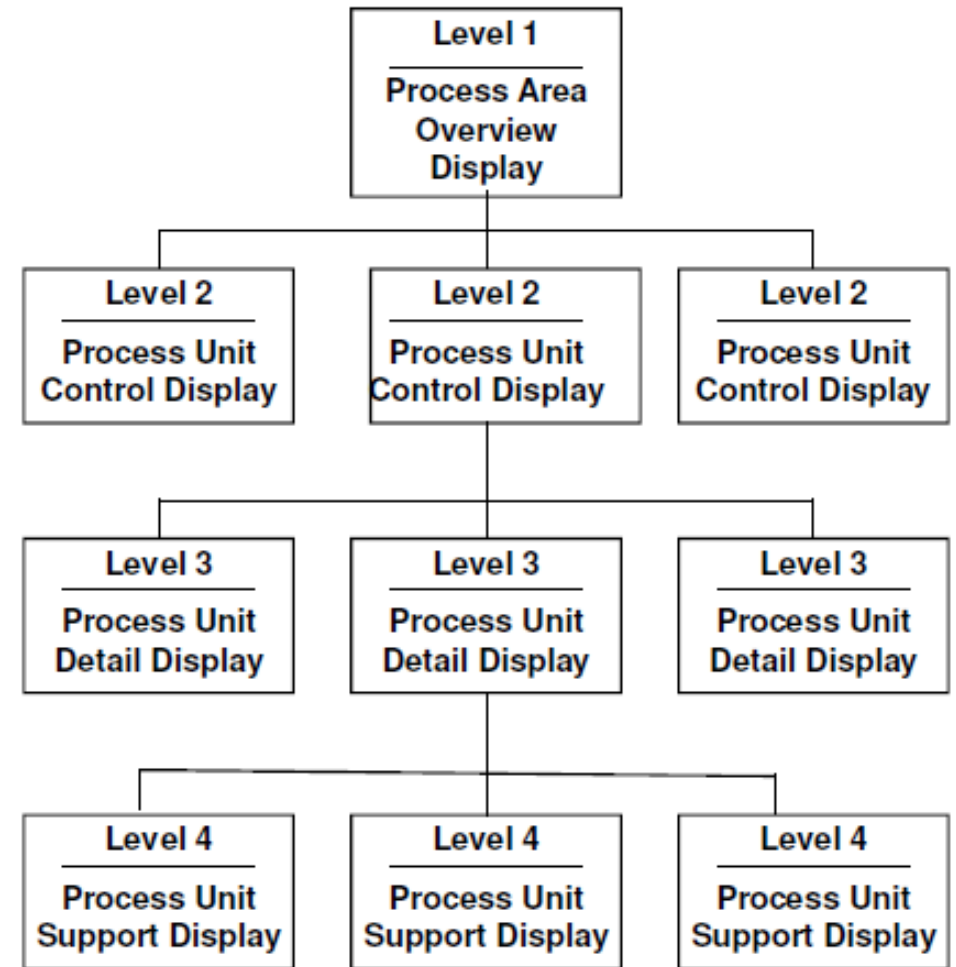 Level 1
Process Area
Overview
Display
Level 2
Process Unit
Control Display
Level 2
Process Unit
Control Display
Level 2
Process Unit
Control Display
Level 3
Process Unit
Detail Display
Level 3
Process Unit
Detail Display
Level 3
Process Unit
Detail Display
Level 4
Process Unit
Support Display
Level 4
Process Unit
Support Display
Level 4
Process Unit
Support Display